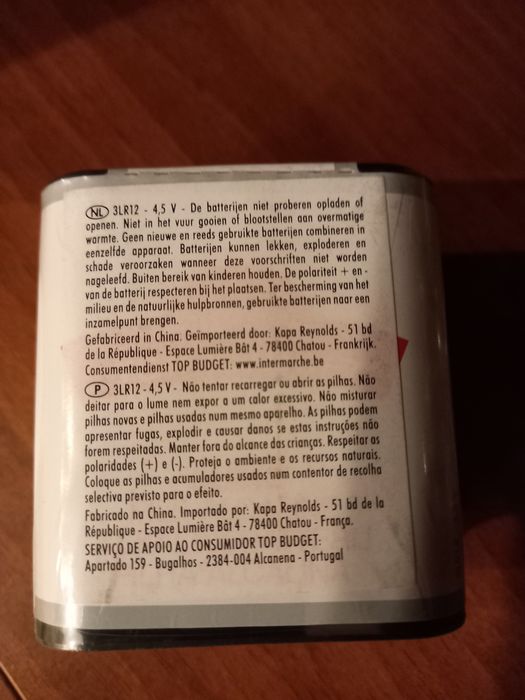 NL 3LR12 - 4,5 V - De batterijen niet proberen opladen of
openen. Niet in het vuur gooien of blootstellen aan overmatige
warmte. Geen nieuwe en reeds gebruikte batterijen combineren in
eenzelfde apparaat. Batterijen kunnen lekken, exploderen en
schade veroorzaken wanneer deze voorschriften niet worden
nageleefd. Buiten bereik van kinderen houden. De polariteit + en -
van de batterij respecteren bij het plaatsen. Ter bescherming van het
milieu en de natuurlijke hulpbronnen, gebruikte batterijen naar een
inzamelpunt brengen.
Gefabriceerd in China. Geïmporteerd door: Kapa Reynolds - 51 bd
de la République - Espace Lumière Bât 4 - 78400 Chatou - Frankrijk.
Consumentendienst TOP BUDGET: www.intermarche.be
P 3LR12 - 4,5 V - Não tentar recarregar ou abrir as pilhas. Não
deitar para o lume nem expor a um calor excessivo. Não misturar
pilhas novas e pilhas usadas num mesmo aparelho. As pilhas podem
apresentar fugas, explodir e causar danos se estas instruções não
forem respeitadas. Manter fora do alcance das crianças. Respeitar as
polaridades (+) e (-). Proteja o ambiente e os recursos naturais.
Coloque as pilhas e acumuladores usados num contentor de recolha
selectiva previsto para o efeito.
Fabricado na China. Importado por: Kapa Reynolds - 51 bd de la
République - Espace Lumière Bât 4 - 78400 Chatou - França.
SERVIÇO DE APOIO AO CONSUMIDOR TOP BUDGET:
Apartado 159 - Bugalhos - 2384-004 Alcanena - Portugal